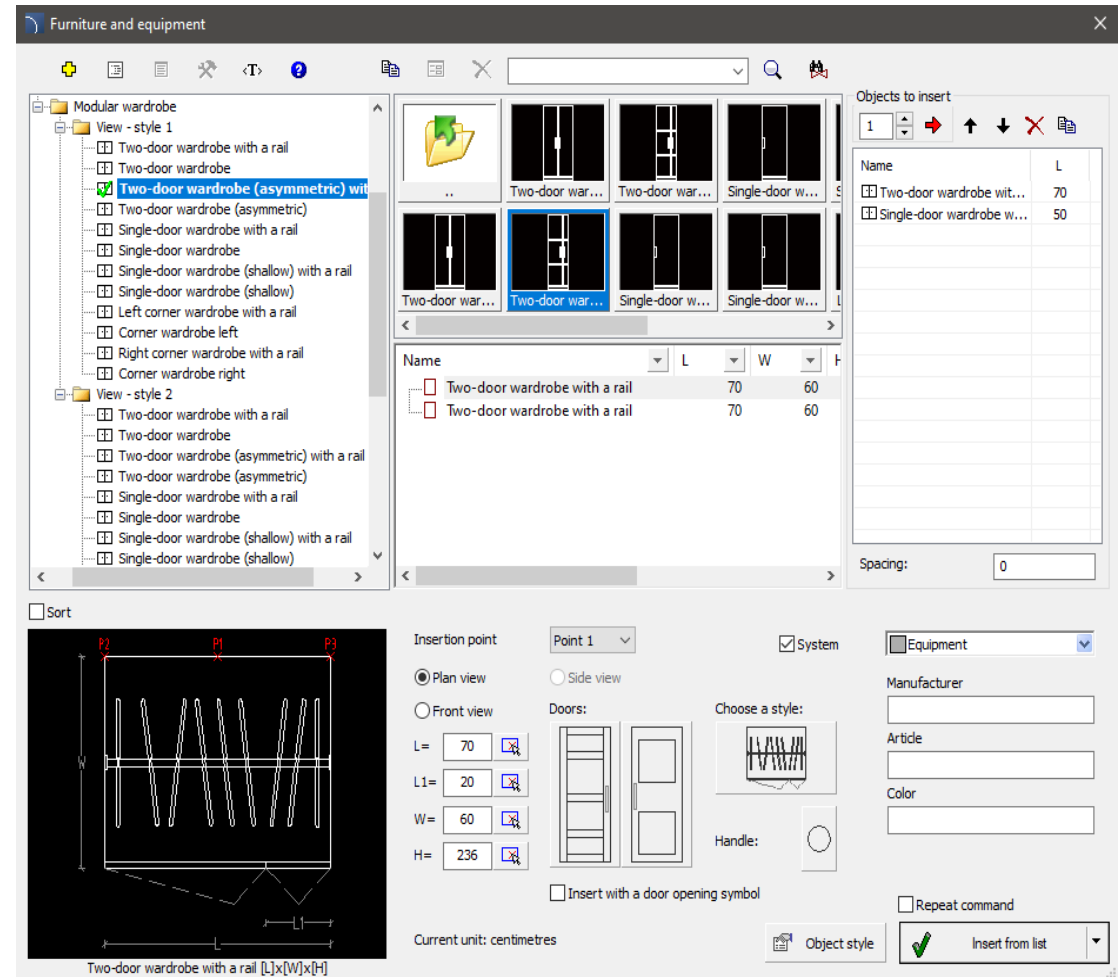 Furniture and equipment
<T>
Modular wardrobe
View - style 1
Two-door wardrobe with a rail
Two-door wardrobe
Two-door wardrobe (asymmetric) wit
Two-door wardrobe (asymmetric)
Single-door wardrobe with a rail
Single-door wardrobe
Single-door wardrobe (shallow) with a rail
Single-door wardrobe (shallow)
Left corner wardrobe with a rail
Corner wardrobe left
Right corner wardrobe with a rail
Corner wardrobe right
View - style 2
Two-door wardrobe with a rail
Two-door wardrobe
Two-door wardrobe (asymmetric) with a rail
Two-door wardrobe (asymmetric)
Single-door wardrobe with a rail
Single-door wardrobe
Single-door wardrobe (shallow) with a rail
Single-door wardrobe (shallow)
Sort
.. Two-door war... Two-door war... Single-door w... S
Two-door war... Two-door war... Single-door w... Single-door w... L
Name L W H
Two-door wardrobe with a rail 70 60
Two-door wardrobe with a rail 70 60
Objects to insert
1
Name L
Two-door wardrobe wit... 70
Single-door wardrobe w... 50
Spacing: 0
P2 P1 P3
W
L1
L
Two-door wardrobe with a rail [L]x[W]x[H]
Insertion point Point 1
Plan view Side view
Front view
L= 70
L1= 20
W= 60
H= 236
Doors:
Choose a style:
Handle:
Insert with a door opening symbol
Current unit: centimetres
System
Equipment
Manufacturer
Article
Color
Repeat command
Object style
Insert from list